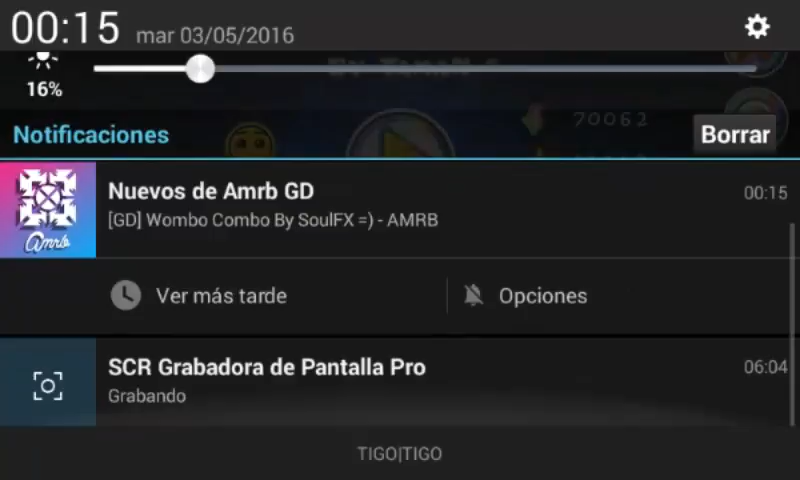 00:15 mar 03/05/2016
16%
70062
Notificaciones
Borrar
Nuevos de Amrb GD
00:15
[GD] Wombo Combo By SoulFX =) - AMRB
Amrb
Ver más tarde
Opciones
SCR Grabadora de Pantalla Pro
06:04
Grabando
TIGO|TIGO